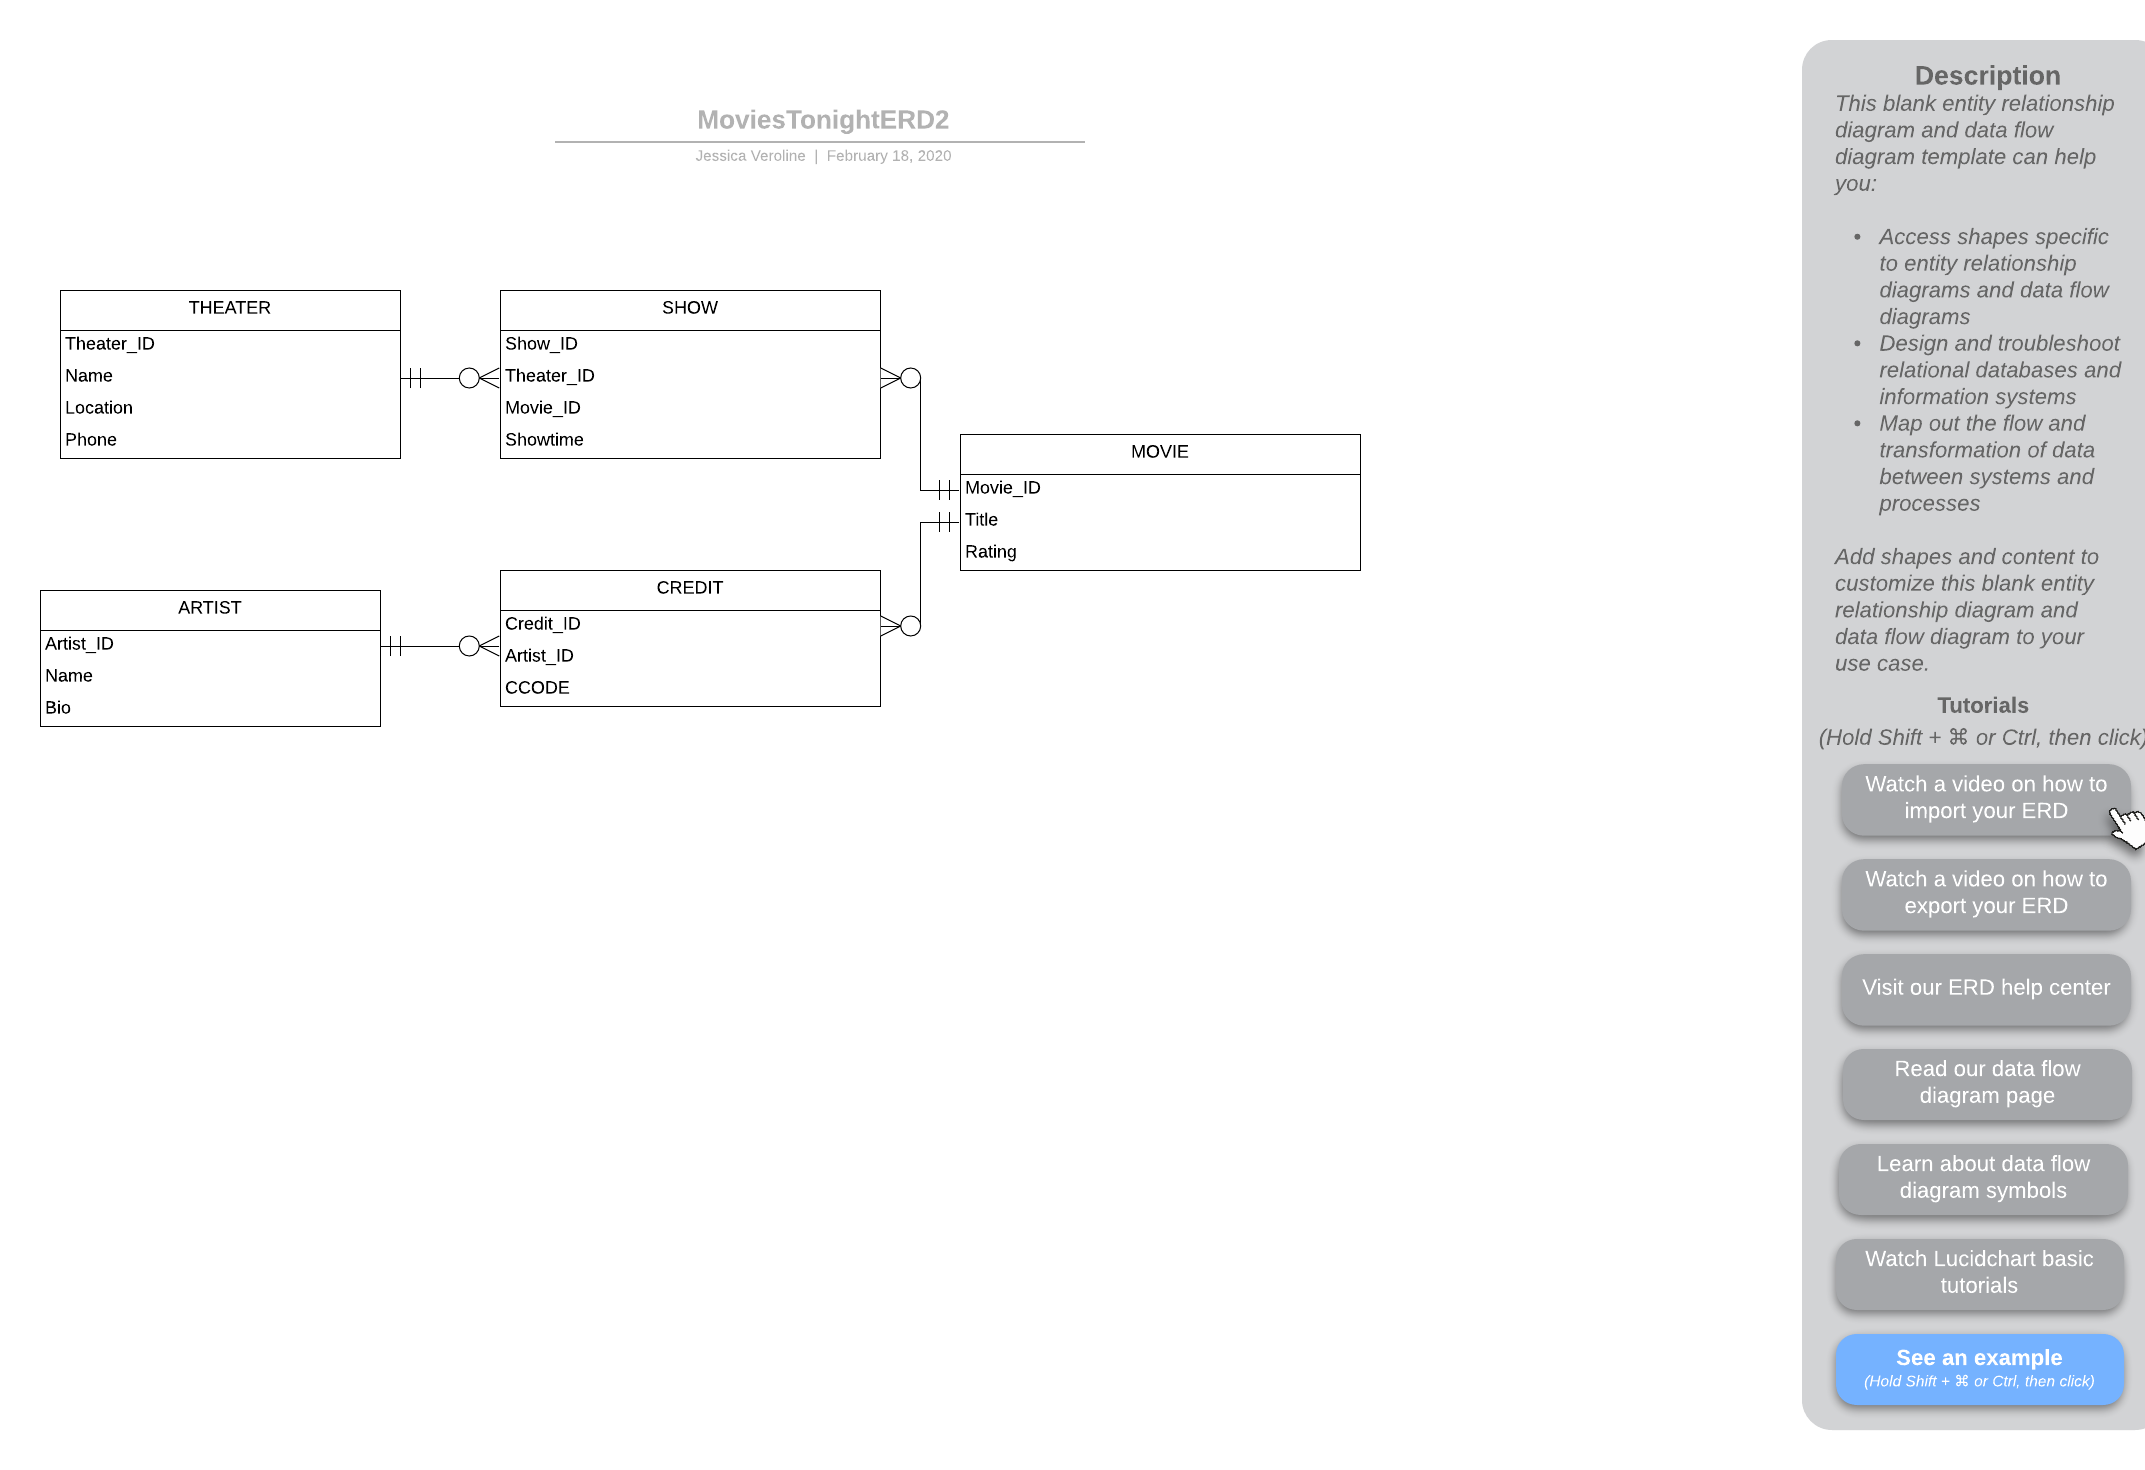 MoviesTonightERD2
Jessica Veroline | February 18, 2020
THEATER
Theater_ID
Name
Location
Phone
SHOW
Show_ID
Theater_ID
Movie_ID
Showtime
MOVIE
Movie_ID
Title
Rating
ARTIST
Artist_ID
Name
Bio
CREDIT
Credit_ID
Artist_ID
CCODE
Description
This blank entity relationship
diagram and data flow
diagram template can help
you:
• Access shapes specific
to entity relationship
diagrams and data flow
diagrams
• Design and troubleshoot
relational databases and
information systems
• Map out the flow and
transformation of data
between systems and
processes
Add shapes and content to
customize this blank entity
relationship diagram and
data flow diagram to your
use case.
Tutorials
(Hold Shift + ⌘ or Ctrl, then click)
Watch a video on how to
import your ERD
Watch a video on how to
export your ERD
Visit our ERD help center
Read our data flow
diagram page
Learn about data flow
diagram symbols
Watch Lucidchart basic
tutorials
See an example
(Hold Shift + ⌘ or Ctrl, then click)